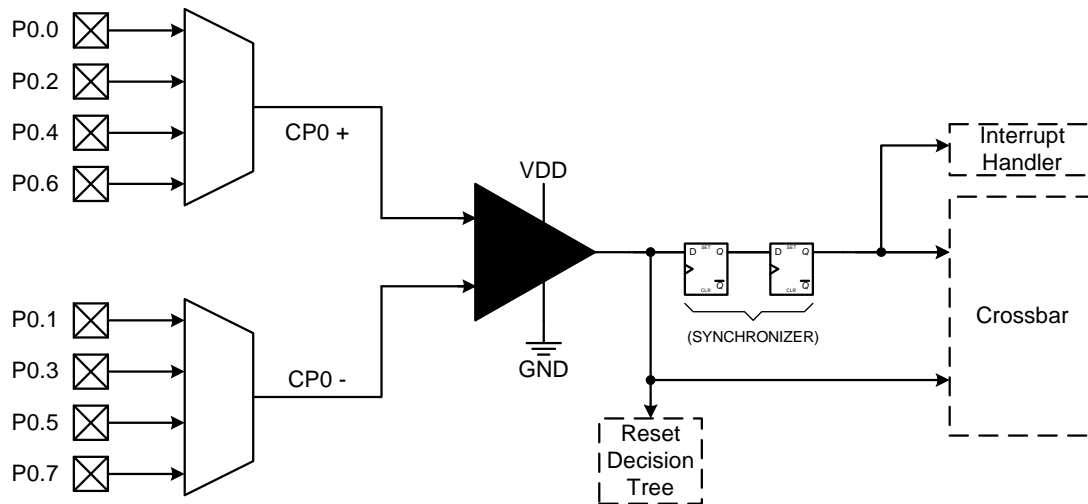 P0.0
P0.2
P0.4
P0.6
CP0 +
P0.1
P0.3
P0.5
P0.7
CP0 -
VDD
GND
D SET Q
Q
CLR
D SET Q
Q
CLR
(SYNCHRONIZER)
Interrupt
Handler
Crossbar
Reset
Decision
Tree